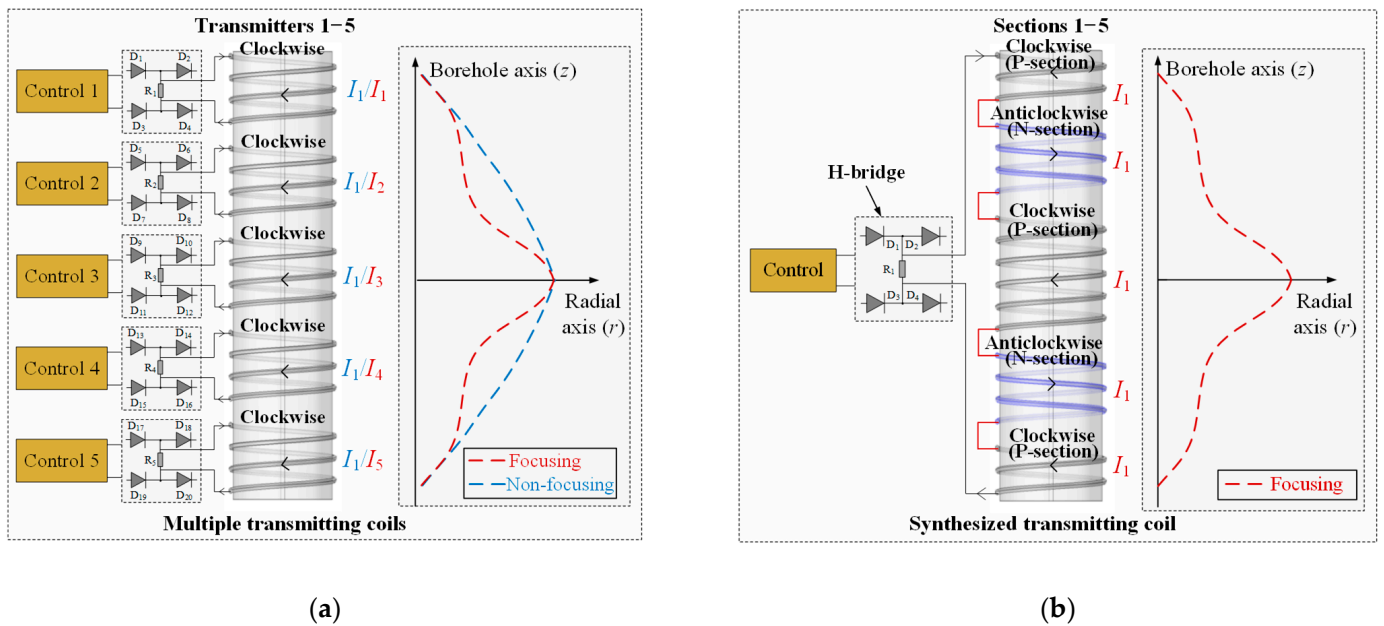 Transmitters 1−5
Clockwise
Control 1
D1
D2
R1
D3
D4
I1/I1
Clockwise
Control 2
D5
D6
R2
D7
D8
I1/I2
Clockwise
Control 3
D9
D10
R3
D11
D12
I1/I3
Clockwise
Control 4
D13
D14
R4
D15
D16
I1/I4
Clockwise
Control 5
D17
D18
R5
D19
D20
I1/I5
Borehole axis (z)
Radial
axis (r)
Focusing
Non-focusing
Multiple transmitting coils
(a)
Sections 1−5
Clockwise
(P-section)
I1
Anticlockwise
(N-section)
I1
H-bridge
Control
D1
D2
R1
D3
D4
Clockwise
(P-section)
I1
Anticlockwise
(N-section)
I1
Clockwise
(P-section)
I1
Borehole axis (z)
Radial
axis (r)
Focusing
Synthesized transmitting coil
(b)